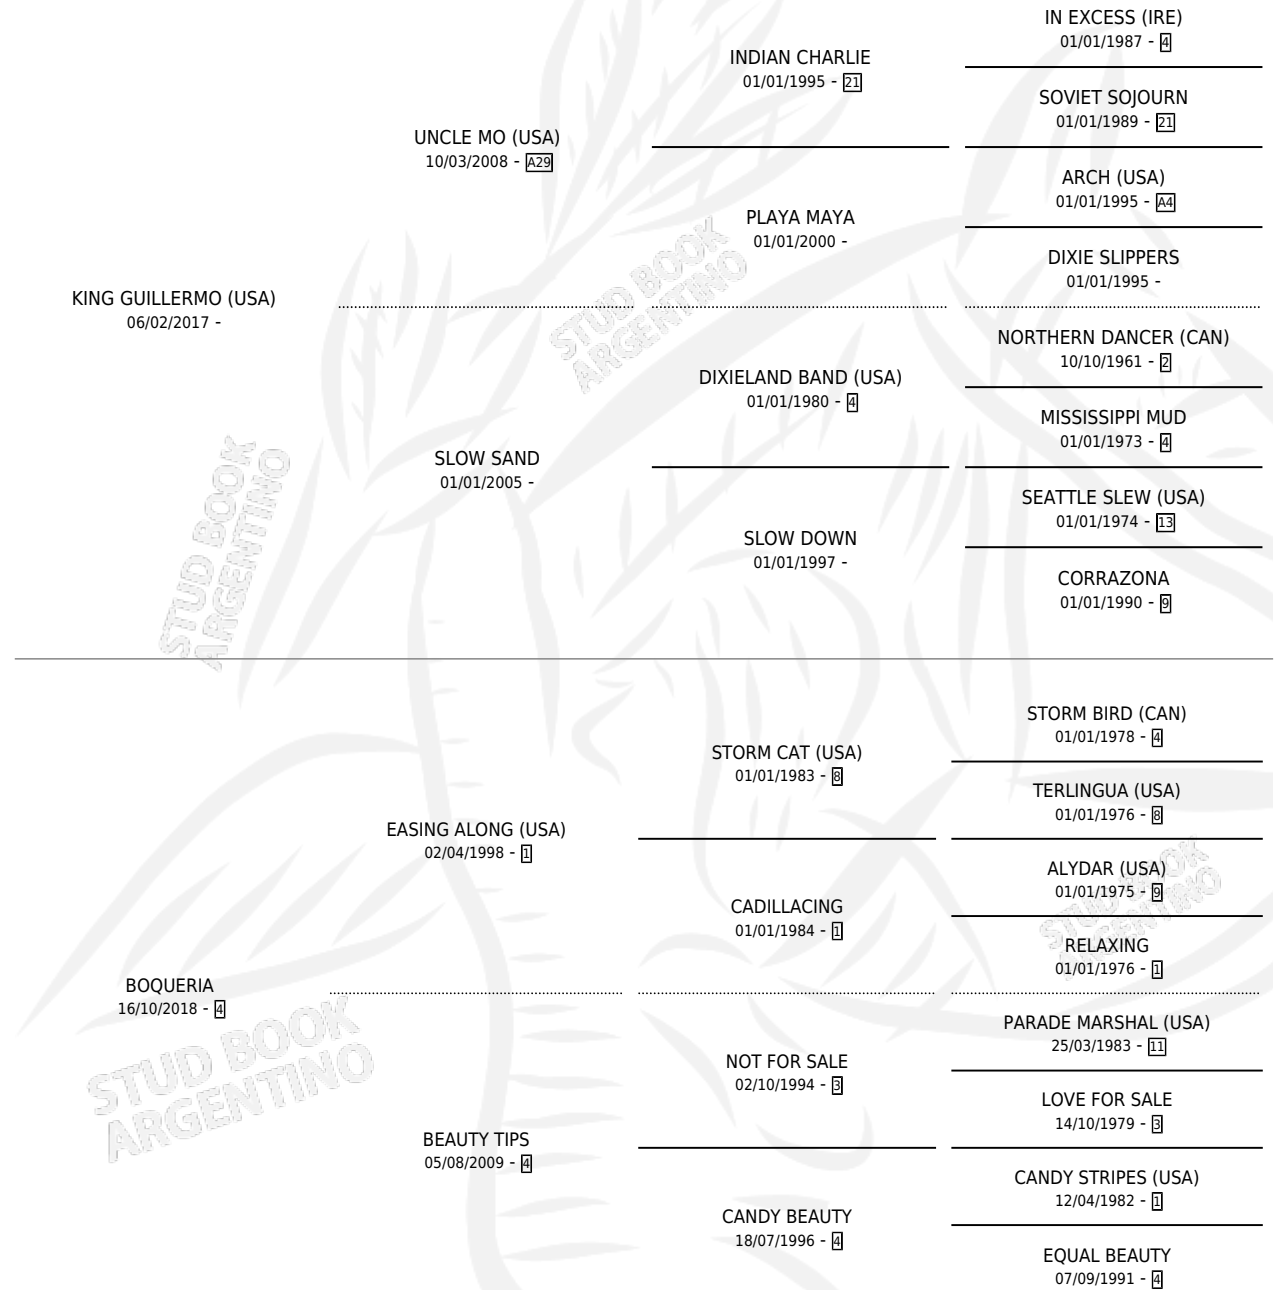 IN EXCESS (IRE)
01/01/1987 - 4
INDIAN CHARLIE
01/01/1995 - 21
SOVIET SOJOURN
01/01/1989 - 21
UNCLE MO (USA)
10/03/2008 - A29
ARCH (USA)
01/01/1995 - A4
PLAYA MAYA
01/01/2000 -
DIXIE SLIPPERS
01/01/1995 -
KING GUILLERMO (USA)
06/02/2017 -
NORTHERN DANCER (CAN)
10/10/1961 - 2
DIXIELAND BAND (USA)
01/01/1980 - 4
MISSISSIPPI MUD
01/01/1973 - 4
SLOW SAND
01/01/2005 -
SEATTLE SLEW (USA)
01/01/1974 - 13
SLOW DOWN
01/01/1997 -
CORRAZONA
01/01/1990 - 9
STORM BIRD (CAN)
01/01/1978 - 4
STORM CAT (USA)
01/01/1983 - 8
TERLINGUA (USA)
01/01/1976 - 8
EASING ALONG (USA)
02/04/1998 - 1
ALYDAR (USA)
01/01/1975 - 9
CADILLACING
01/01/1984 - 1
RELAXING
01/01/1976 - 1
BOQUERIA
16/10/2018 - 4
PARADE MARSHAL (USA)
25/03/1983 - 11
NOT FOR SALE
02/10/1994 - 3
LOVE FOR SALE
14/10/1979 - 3
BEAUTY TIPS
05/08/2009 - 4
CANDY STRIPES (USA)
12/04/1982 - 1
CANDY BEAUTY
18/07/1996 - 4
EQUAL BEAUTY
07/09/1991 - 4
STUD BOOK
ARGENTINO
STUD BOOK
ARGENTINO
STUD BOOK
ARGENTINO
STUD BOOK
ARGENTINO